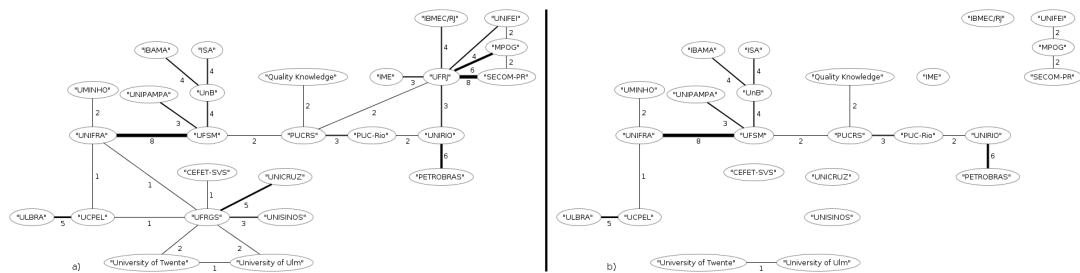 "IBMEC/RJ"
"UNIFEI"
4
4
2
"MPOG"
6
2
"IBAMA"
"ISA"
4
4
"Quality Knowledge"
"IME"
3
"UFRJ"
8
"SECOM-PR"
"UMINHO"
"UNIPAMPA"
"UnB"
2
3
4
2
2
3
"UNIFRA"
8
"UFSM"
2
"PUCRS"
3
"PUC-Rio"
2
"UNIRIO"
6
1
1
"CEFET-SVS"
"UNICRUZ"
"PETROBRAS"
1
5
"ULBRA"
5
"UCPEL"
1
"UFRGS"
3
"UNISINOS"
2
2
"University of Twente"
1
"University of Ulm"
a)
"IBMEC/RJ"
"UNIFEI"
2
"MPOG"
2
"SECOM-PR"
"IBAMA"
"ISA"
4
4
"Quality Knowledge"
"IME"
"UMINHO"
"UNIPAMPA"
"UnB"
2
3
4
2
"UNIFRA"
8
"UFSM"
2
"PUCRS"
3
"PUC-Rio"
2
"UNIRIO"
6
1
"CEFET-SVS"
"UNICRUZ"
"PETROBRAS"
"ULBRA"
5
"UCPEL"
"UNISINOS"
"University of Twente"
1
"University of Ulm"
b)